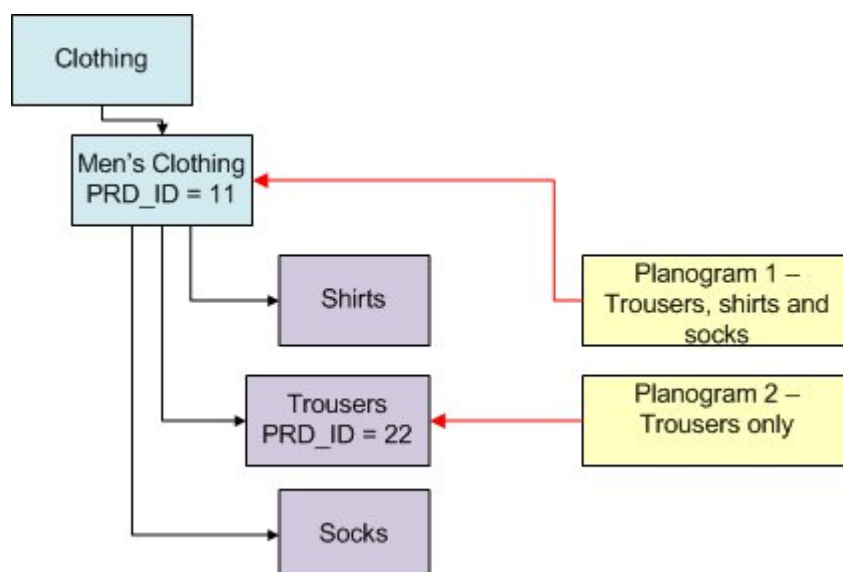 Clothing
Men's Clothing
PRD_ID = 11
Shirts
Planogram 1 –
Trousers, shirts and
socks
Trousers
PRD_ID = 22
Planogram 2 –
Trousers only
Socks